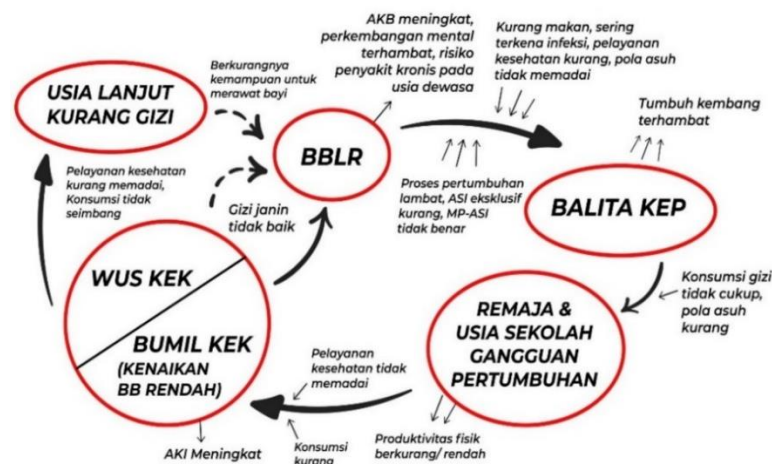 AKB meningkat,
perkembangan mental
terhambat, risiko
penyakit kronis pada
usia dewasa
Kurang makan, sering
terkena infeksi, pelayanan
kesehatan kurang, pola asuh
tidak memadai
Berkurangnya
kemampuan untuk
merawat bayi
USIA LANJUT
KURANG GIZI
BBLR
Tumbuh kembang
terhambat
Pelayanan kesehatan
kurang memadai,
Konsumsi tidak
seimbang
Gizi janin
tidak baik
Proses pertumbuhan
lambat, ASI eksklusif
kurang, MP-ASI
tidak benar
BALITA KEP
WUS KEK
BUMIL KEK
(KENAIKAN
BB RENDAH)
Konsumsi gizi
tidak cukup,
pola asuh
kurang
REMAJA &
USIA SEKOLAH
GANGGUAN
PERTUMBUHAN
Pelayanan
kesehatan tidak
memadai
AKI Meningkat
Konsumsi
kurang
Produktivitas fisik
berkurang/ rendah